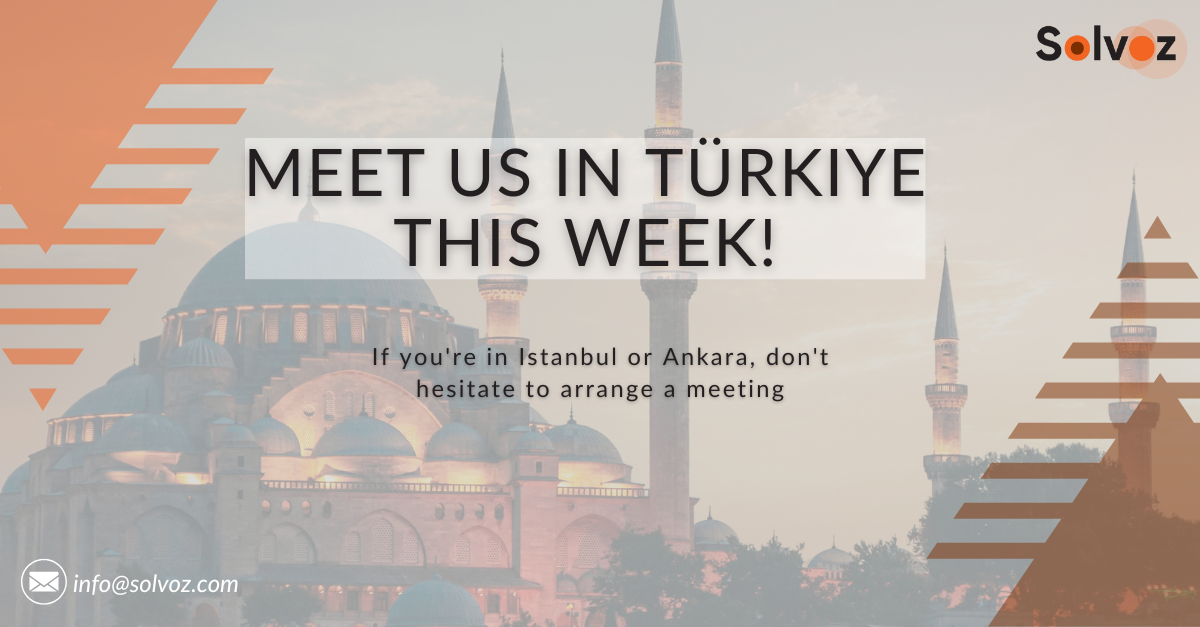 Solvoz
MEET US IN TÜRKIYE
THIS WEEK!
If you're in Istanbul or Ankara, don't
hesitate to arrange a meeting
info@solvoz.com